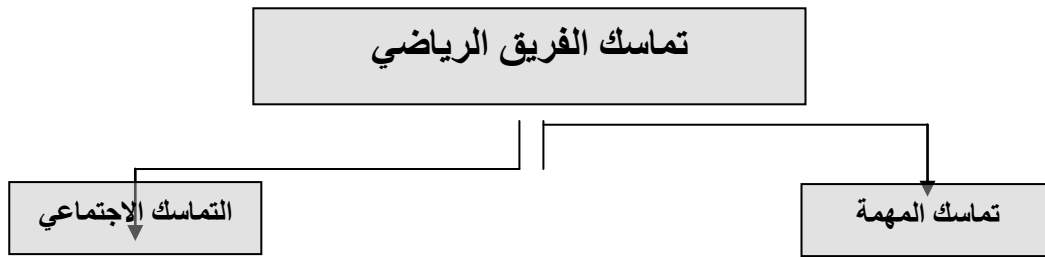 تماسك الفريق الرياضي
تماسك المهمة
التماسك الاجتماعي